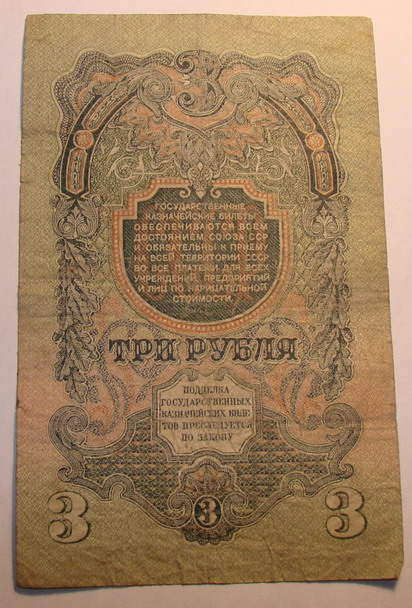 3
ГОСУДАРСТВЕННЫЕ
КАЗНАЧЕЙСКИЕ БИЛЕТЫ
ОБЕСПЕЧИВАЮТСЯ ВСЕМ
ДОСТОЯНИЕМ СОЮЗА ССР
И ОБЯЗАТЕЛЬНЫ К ПРИЕМУ
НА ВСЕЙ ТЕРРИТОРИИ СССР
ВО ВСЕ ПЛАТЕЖИ ДЛЯ ВСЕХ
УЧРЕЖДЕНИЙ, ПРЕДПРИЯТИЙ
И ЛИЦ ПО НАРИЦАТЕЛЬНОЙ
СТОИМОСТИ.
ТРИ РУБЛЯ
ПОДДЕЛКА
ГОСУДАРСТВЕННЫХ
КАЗНАЧЕЙСКИХ БИЛЕ
ТОВ ПРЕСЛЕДУЕТСЯ
ПО ЗАКОНУ
3 3 3